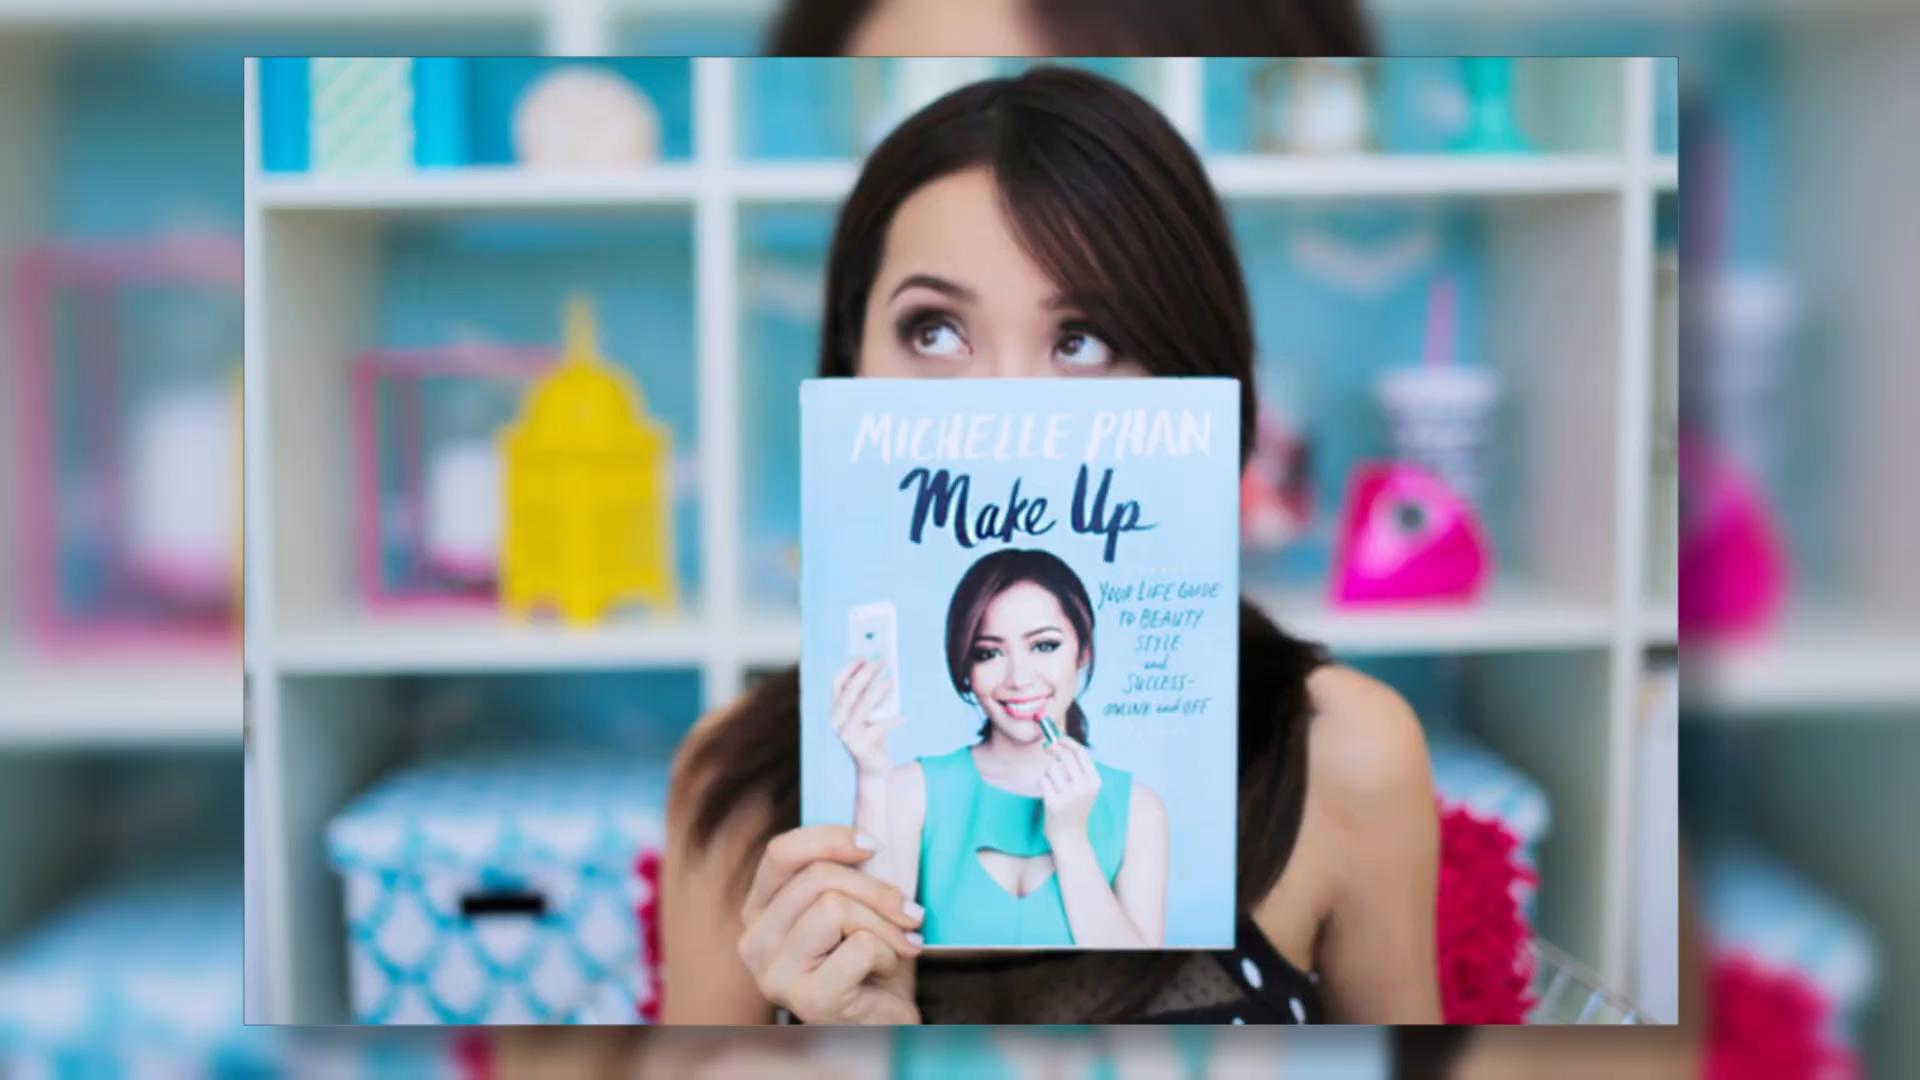 MICHELLE PHAN
Make Up
YOUR LIFE GUIDE
TO BEAUTY
STYLE
and
SUCCESS-
ONLINE and OFF